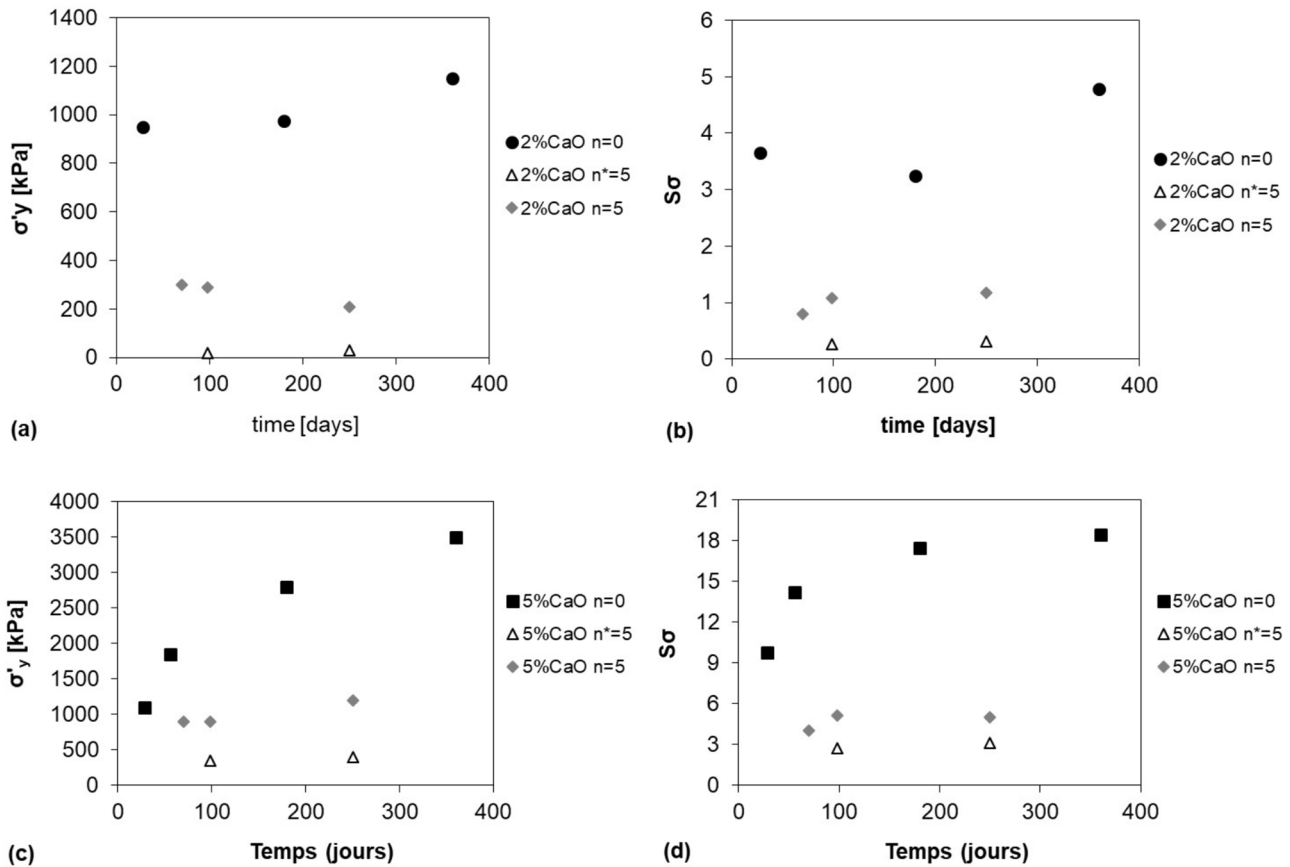 1400
1200
1000
800
600
400
200
0
0 100 200 300 400
σ'y [kPa]
time [days]
2%CaO n=0
2%CaO n*=5
2%CaO n=5
(a)
6
5
4
3
2
1
0
0 100 200 300 400
Sσ
time [days]
2%CaO n=0
2%CaO n*=5
2%CaO n=5
(b)
4000
3500
3000
2500
2000
1500
1000
500
0
0 100 200 300 400
σ'y [kPa]
Temps (jours)
5%CaO n=0
5%CaO n*=5
5%CaO n=5
(c)
21
18
15
12
9
6
3
0
0 100 200 300 400
Sσ
Temps (jours)
5%CaO n=0
5%CaO n*=5
5%CaO n=5
(d)